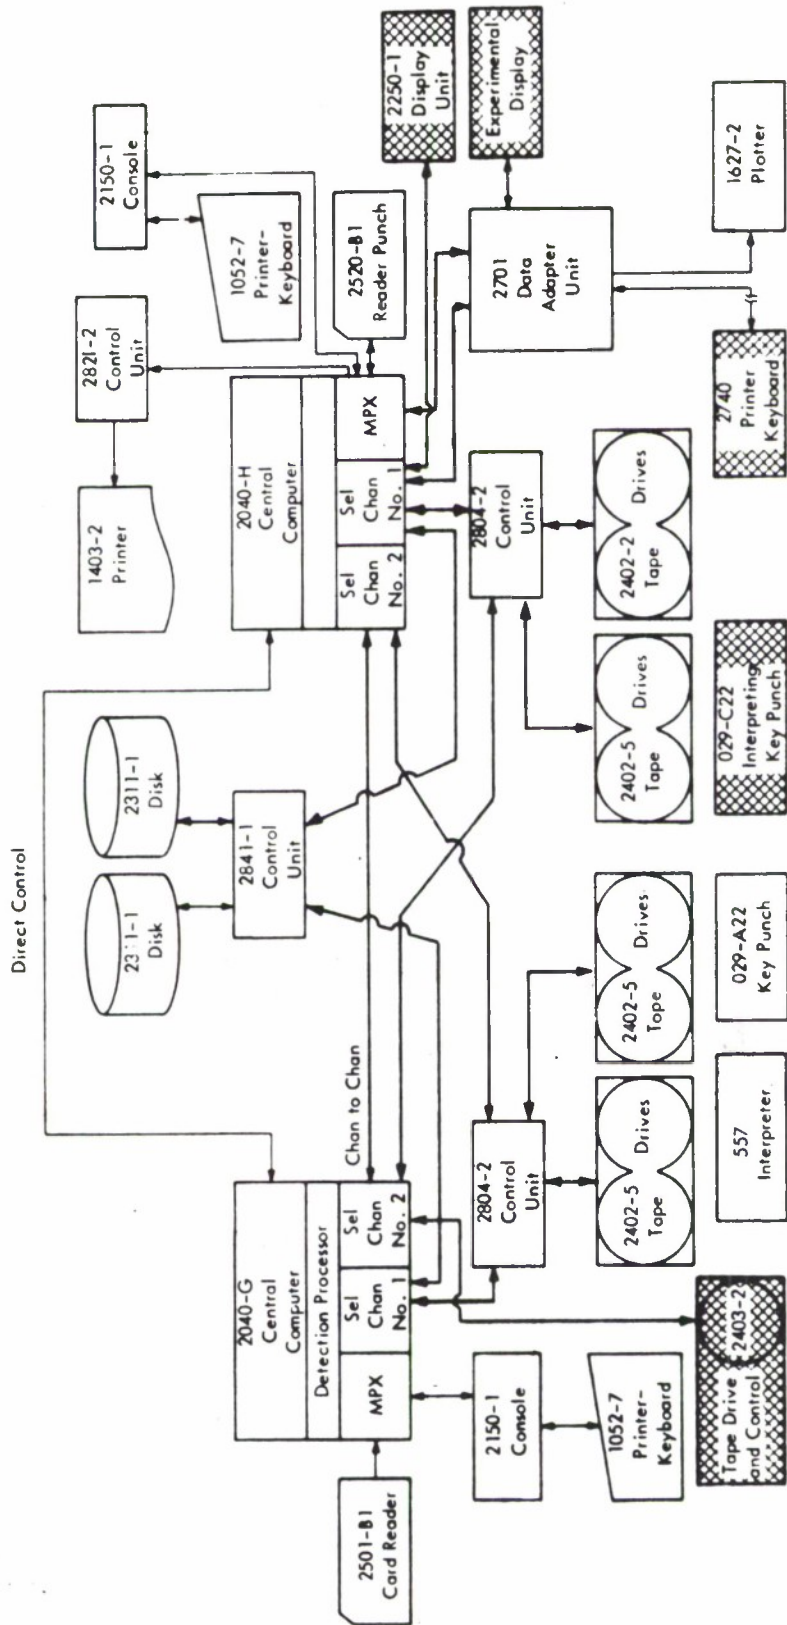 Direct Control
2311-1
Disk
2311-1
Disk
2841-1
Control
Unit
1403-2
Printer
2821-2
Control
Unit
2150-1
Console
1052-7
Printer-
Keyboard
2501-B1
Card Reader
2040-G
Central
Computer
Detection Processor
MPX
Sel
Chan
No. 1
Sel
Chan
No. 2
Chan to Chan
2040-H
Central
Computer
Sel
Chan
No. 2
Sel
Chan
No. 1
MPX
2520-B1
Reader Punch
2250-1
Display
Unit
Experimental
Display
2150-1
Console
1052-7
Printer-
Keyboard
2804-2
Control
Unit
2804-2
Control
Unit
2701
Data
Adapter
Unit
2402-5
Tape
Drives
2402-5
Tape
Drives
2402-5
Tape
Drives
2402-2
Tape
Drives
Tape Drive
and Control
2403-2
557
Interpreter
029-A22
Key Punch
029-C22
Interpreting
Key Punch
2740
Printer
Keyboard
1627-2
Plotter